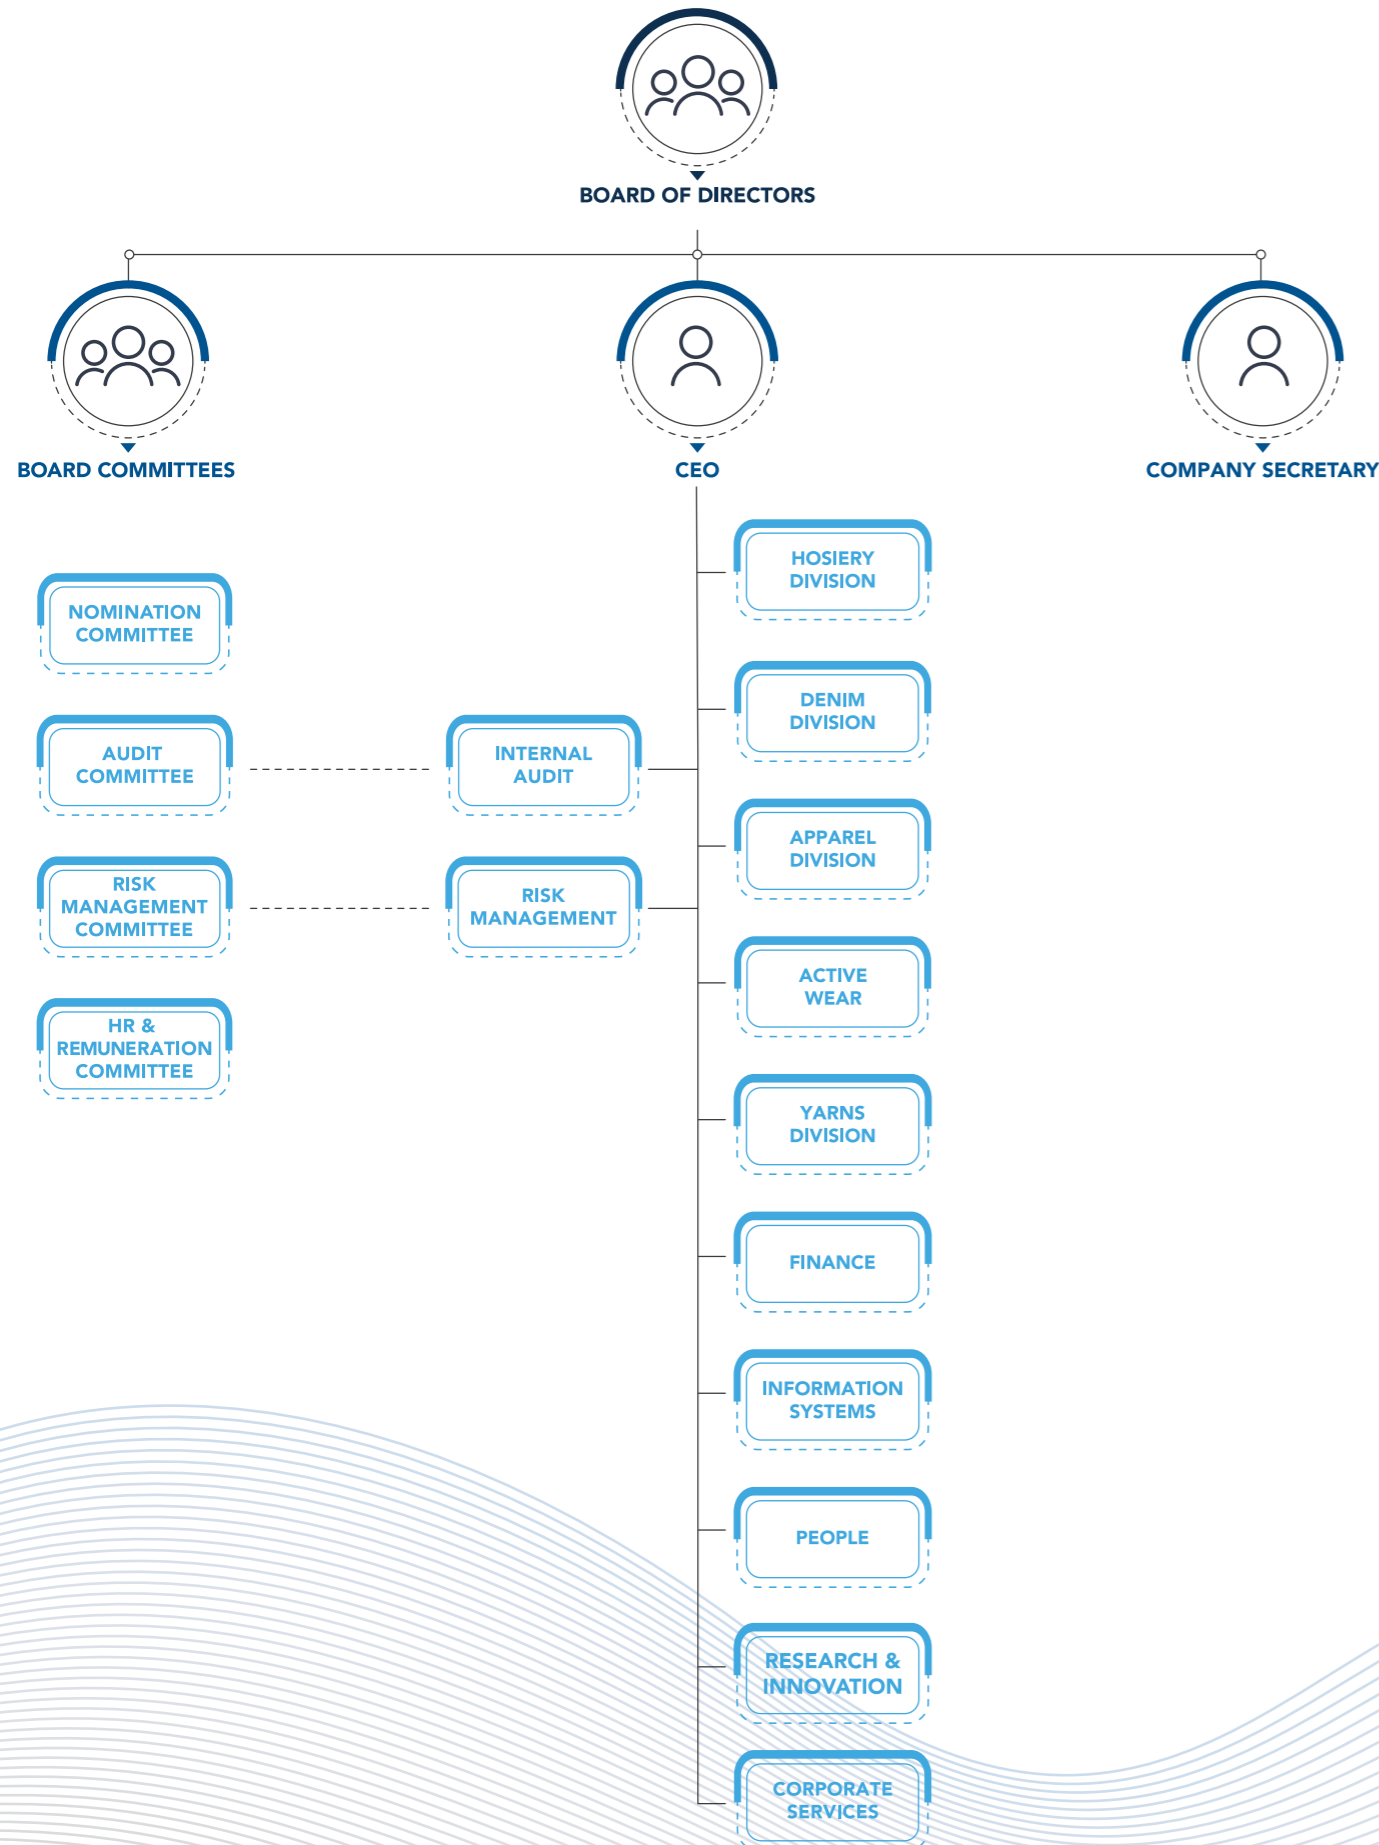 BOARD OF DIRECTORS
BOARD COMMITTEES
CEO
COMPANY SECRETARY
NOMINATION
COMMITTEE
AUDIT
COMMITTEE
RISK
MANAGEMENT
COMMITTEE
HR &
REMUNERATION
COMMITTEE
INTERNAL
AUDIT
RISK
MANAGEMENT
HOSIERY
DIVISION
DENIM
DIVISION
APPAREL
DIVISION
ACTIVE
WEAR
YARNS
DIVISION
FINANCE
INFORMATION
SYSTEMS
PEOPLE
RESEARCH &
INNOVATION
CORPORATE
SERVICES